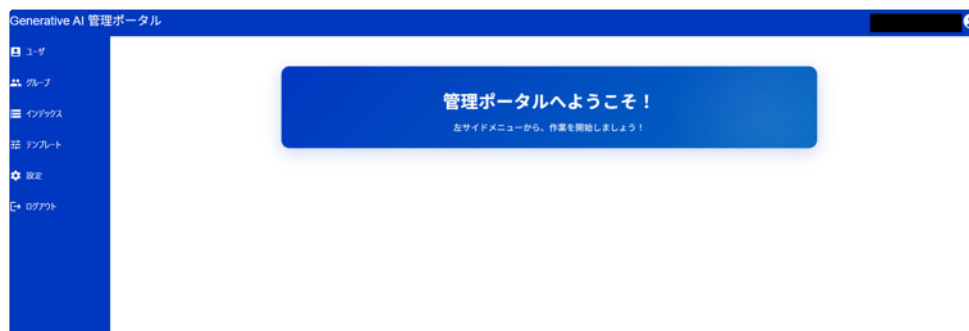 Generative AI 管理ポータル
ユーザ
グループ
インデックス
テンプレート
設定
ログアウト
管理ポータルへようこそ！
左サイドメニューから、作業を開始しましょう！